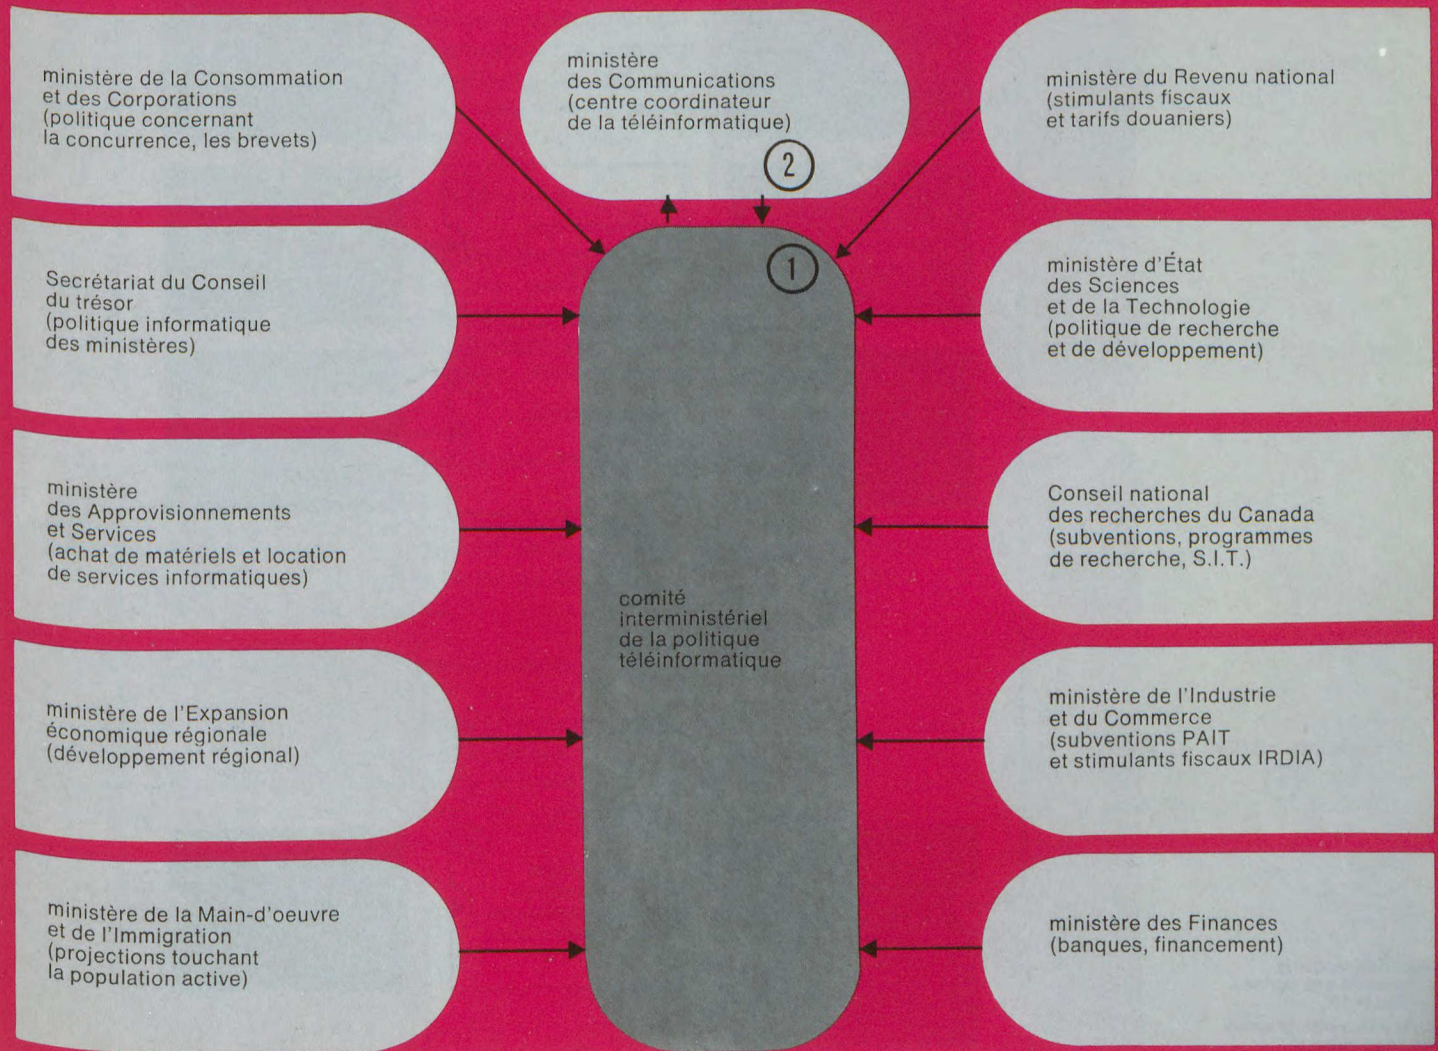 ministère de la Consommation
et des Corporations
(politique concernant
la concurrence, les brevets)
ministère
des Communications
(centre coordinateur
de la téléinformatique)
2
ministère du Revenu national
(stimulants fiscaux
et tarifs douaniers)
Secrétariat du Conseil
du trésor
(politique informatique
des ministères)
1
ministère d'État
des Sciences
et de la Technologie
(politique de recherche
et de développement)
ministère
des Approvisionnements
et Services
(achat de matériels et location
de services informatiques)
Conseil national
des recherches du Canada
(subventions, programmes
de recherche, S.I.T.)
comité
interministériel
de la politique
téléinformatique
ministère de l'Expansion
économique régionale
(développement régional)
ministère de l'Industrie
et du Commerce
(subventions PAIT
et stimulants fiscaux IRDIA)
ministère de la Main-d'oeuvre
et de l'Immigration
(projections touchant
la population active)
ministère des Finances
(banques, financement)